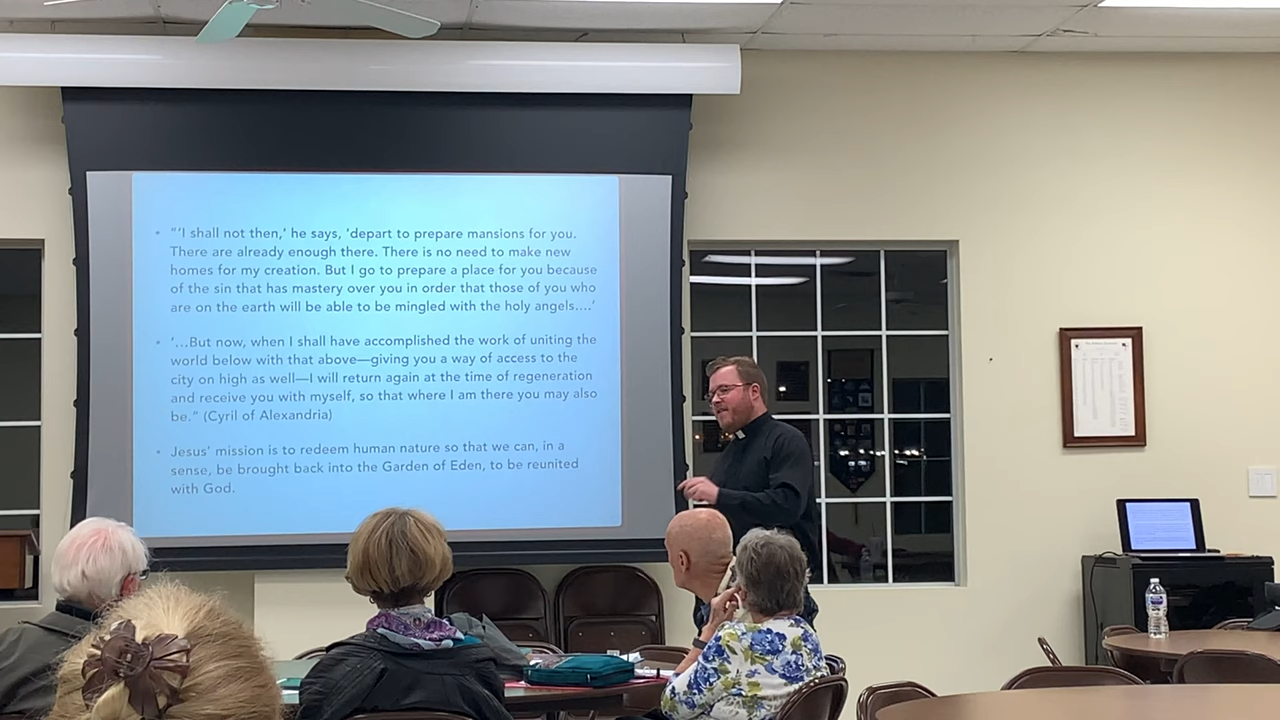 • "'I shall not then,' he says, 'depart to prepare mansions for you.
There are already enough there. There is no need to make new
homes for my creation. But I go to prepare a place for you because
of the sin that has mastery over you in order that those of you who
are on the earth will be able to be mingled with the holy angels....'
• '...But now, when I shall have accomplished the work of uniting the
world below with that above—giving you a way of access to the
city on high as well—I will return again at the time of regeneration
and receive you with myself, so that where I am there you may also
be." (Cyril of Alexandria)
• Jesus' mission is to redeem human nature so that we can, in a
sense, be brought back into the Garden of Eden, to be reunited
with God.